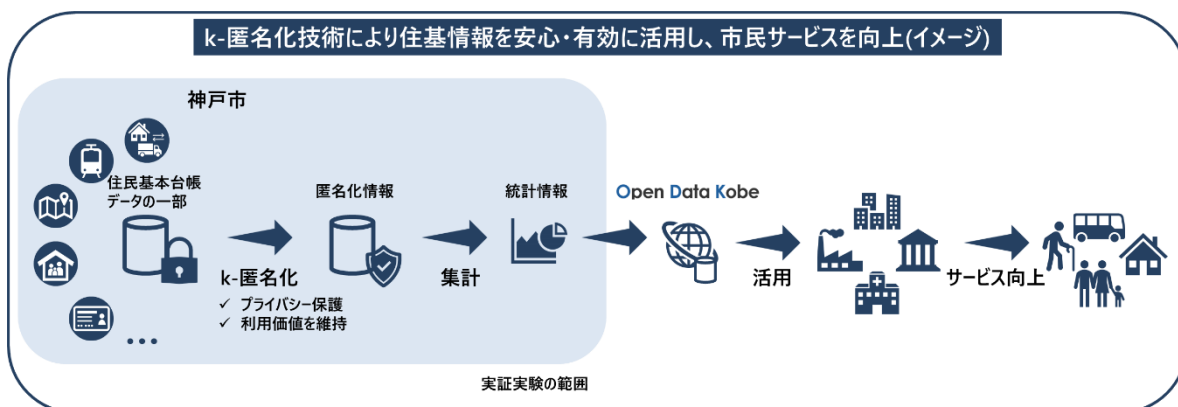 k-匿名化技術により住基情報を安心・有効に活用し、市民サービスを向上(イメージ)
神戸市
住民基本台帳
データの一部
匿名化情報
統計情報
Open Data Kobe
k-匿名化
✓ プライバシー保護
✓ 利用価値を維持
集計
活用
サービス向上
…
実証実験の範囲